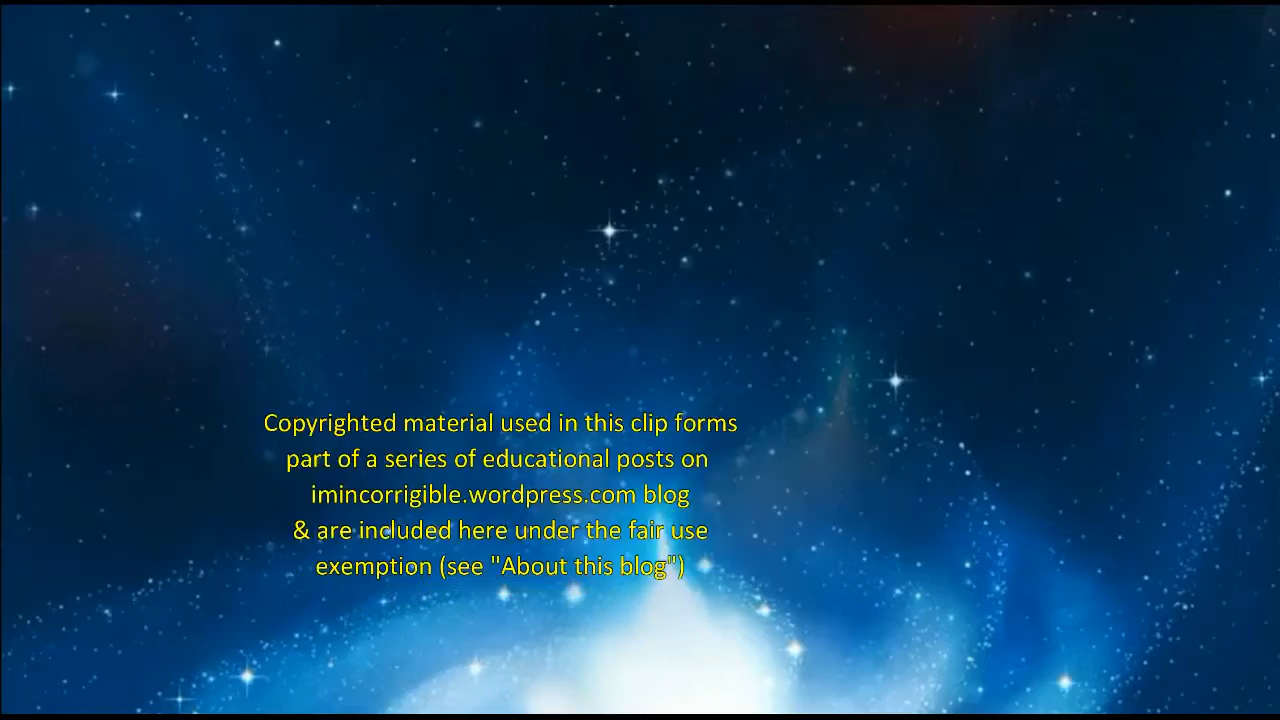 Copyrighted material used in this clip forms
part of a series of educational posts on
imincorrigible.wordpress.com blog
& are included here under the fair use
exemption (see "About this blog")